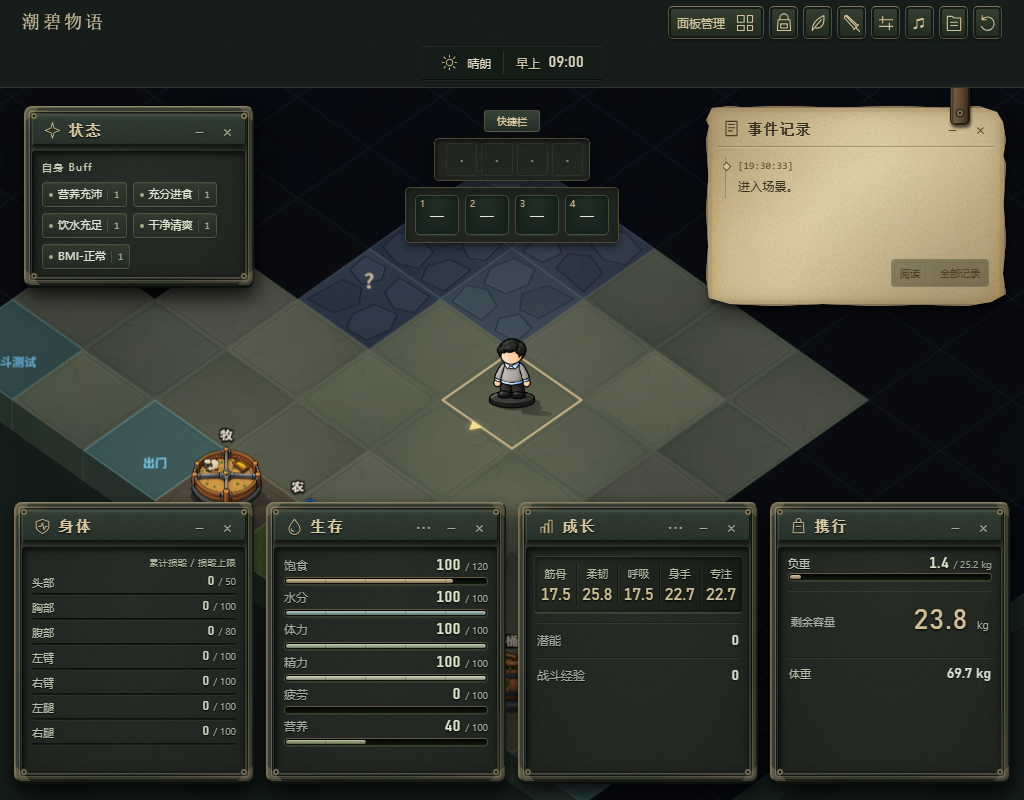 潮碧物语
面板管理
晴朗 早上 09:00
状态
自身 Buff
营养充沛 1 充分进食 1
饮水充足 1 干净清爽 1
BMI-正常 1
快捷栏
1 2 3 4
事件记录
[19:30:33]
进入场景。
阅读 全部记录
?
斗测试
出门
牧
农
桶
身体
累计损毁 / 损毁上限
头部 0 / 50
胸部 0 / 100
腹部 0 / 80
左臂 0 / 100
右臂 0 / 100
左腿 0 / 100
右腿 0 / 100
生存
饱食 100 / 120
水分 100 / 100
体力 100 / 100
精力 100 / 100
疲劳 0 / 100
营养 40 / 100
成长
筋骨 柔韧 呼吸 身手 专注
17.5 25.8 17.5 22.7 22.7
潜能 0
战斗经验 0
携行
负重 1.4 / 25.2 kg
剩余容量 23.8 kg
体重 69.7 kg